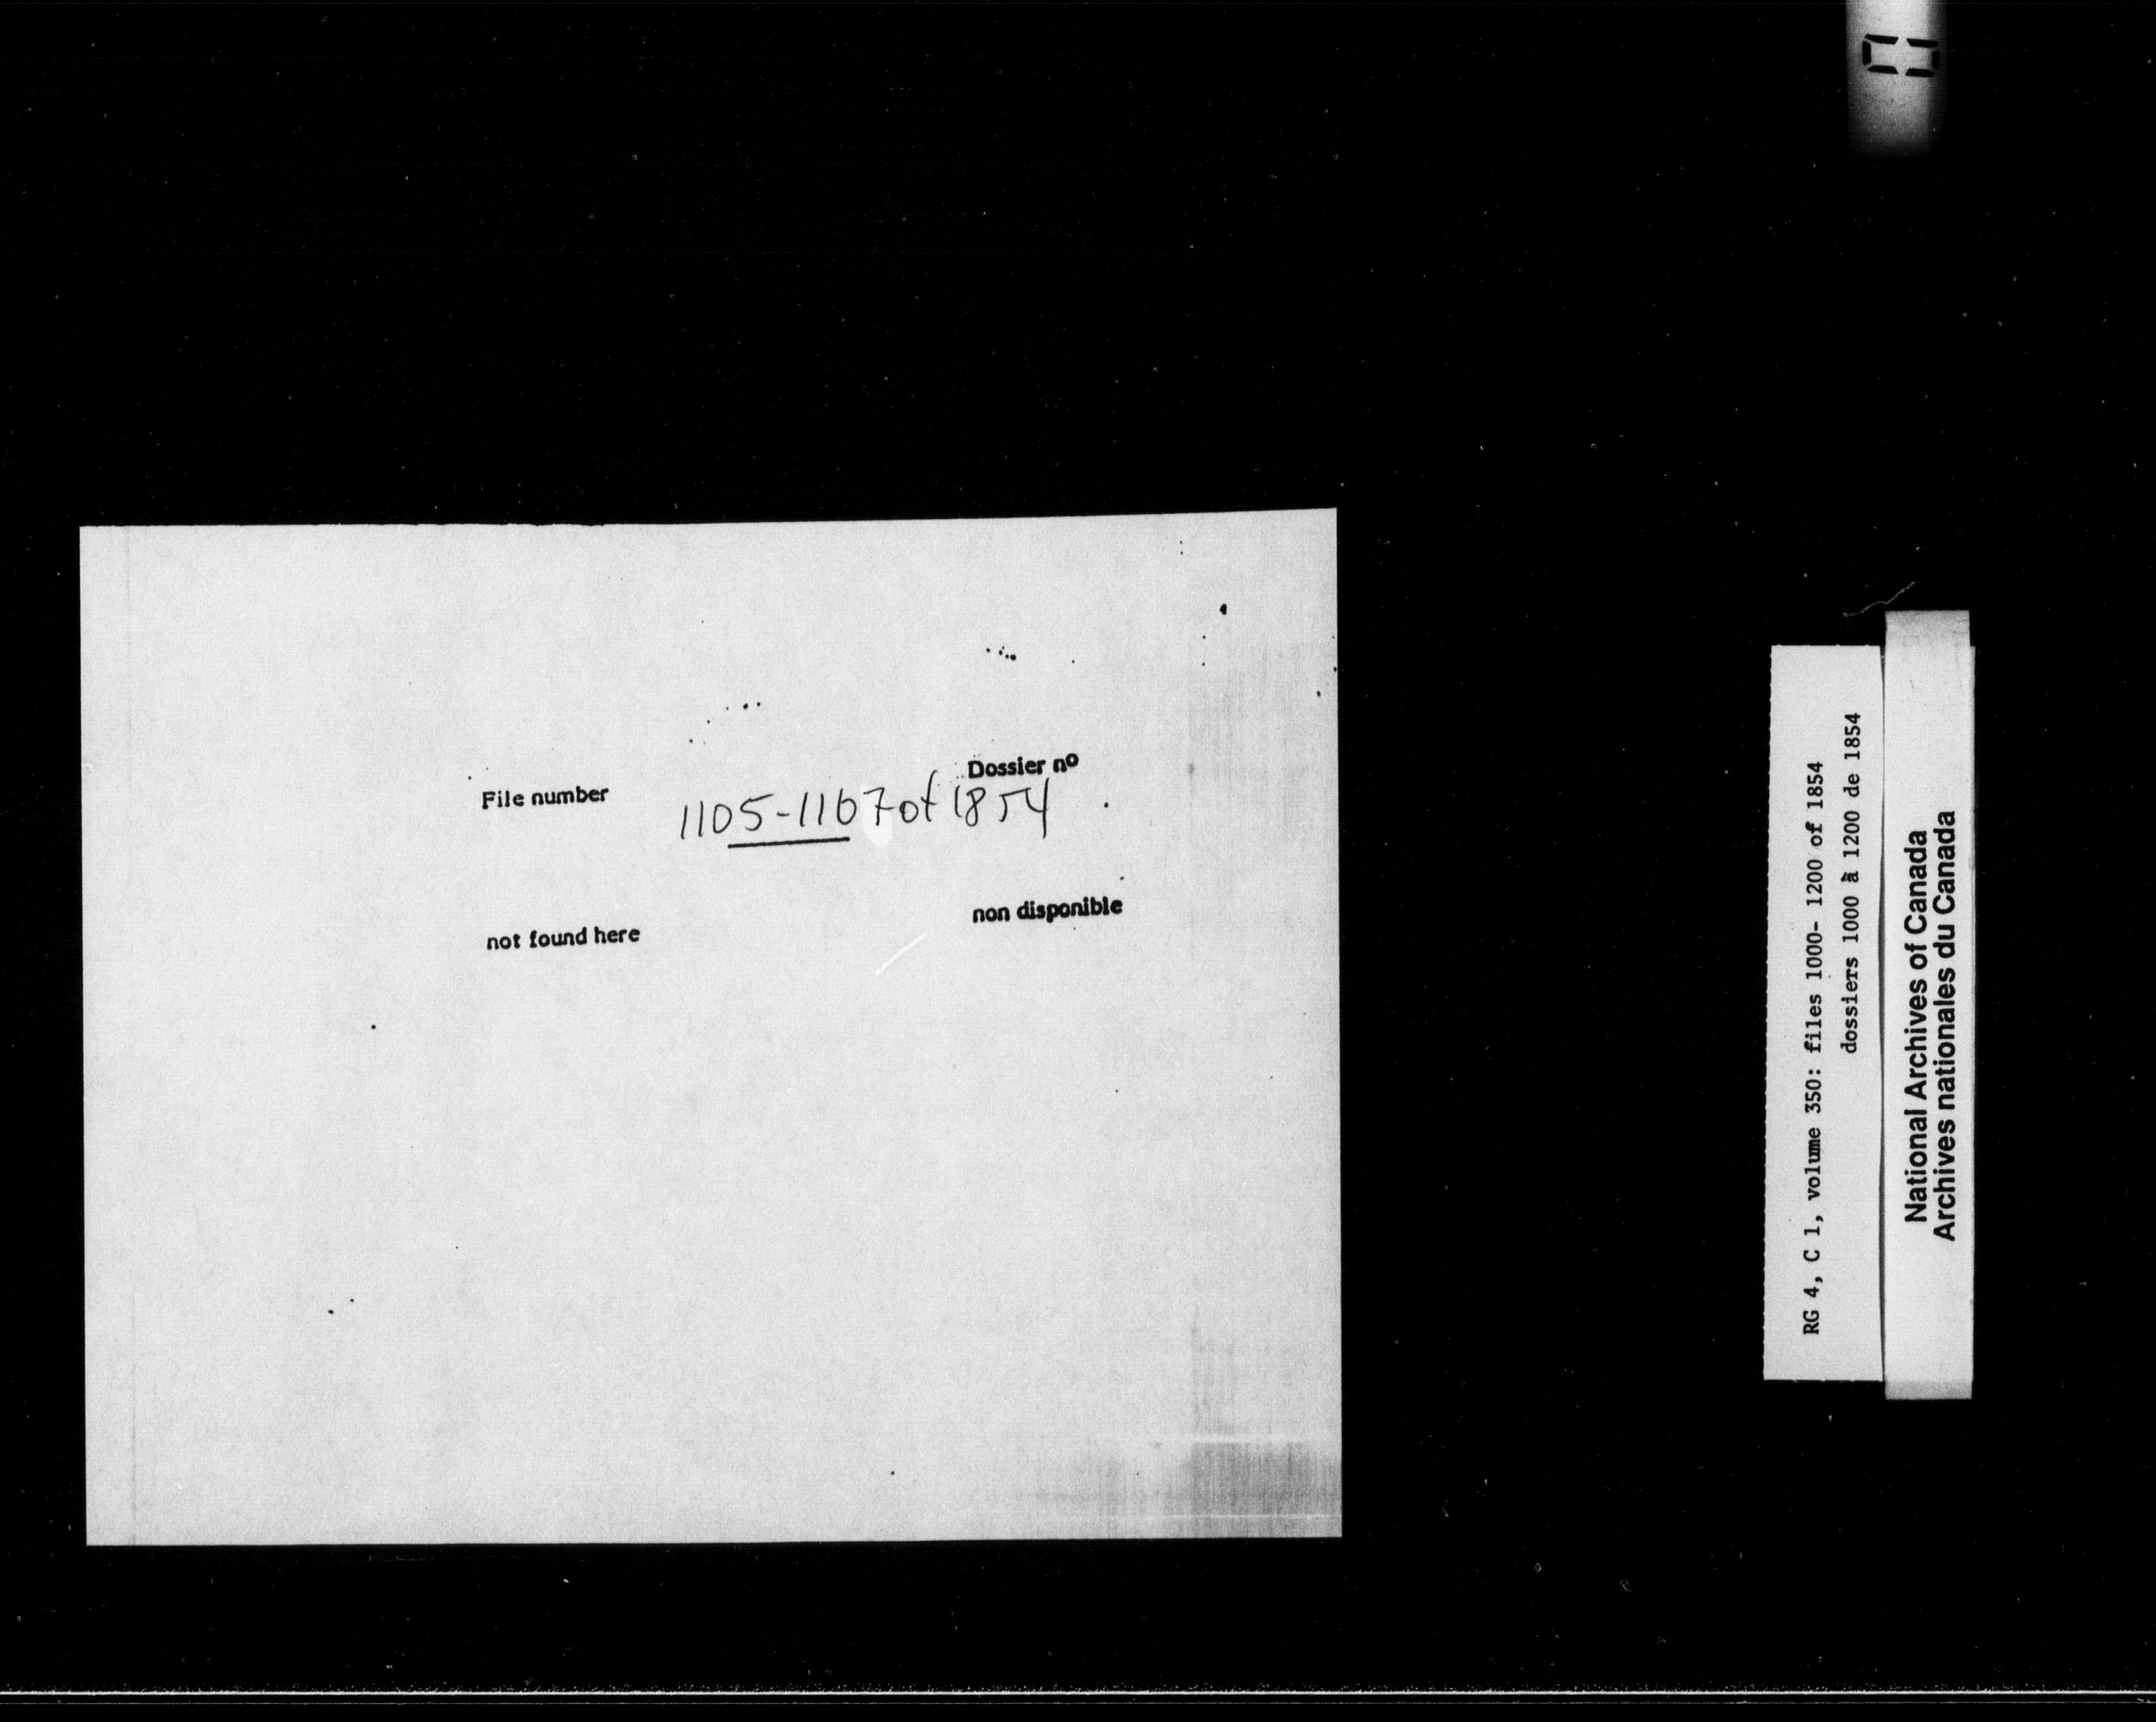 File number
Dossier nº
1105-1167 of 1854
not found here
non disponible
RG 4, C 1, volume 350: files 1000- 1200 of 1854
dossiers 1000 à 1200 de 1854
National Archives of Canada
Archives nationales du Canada